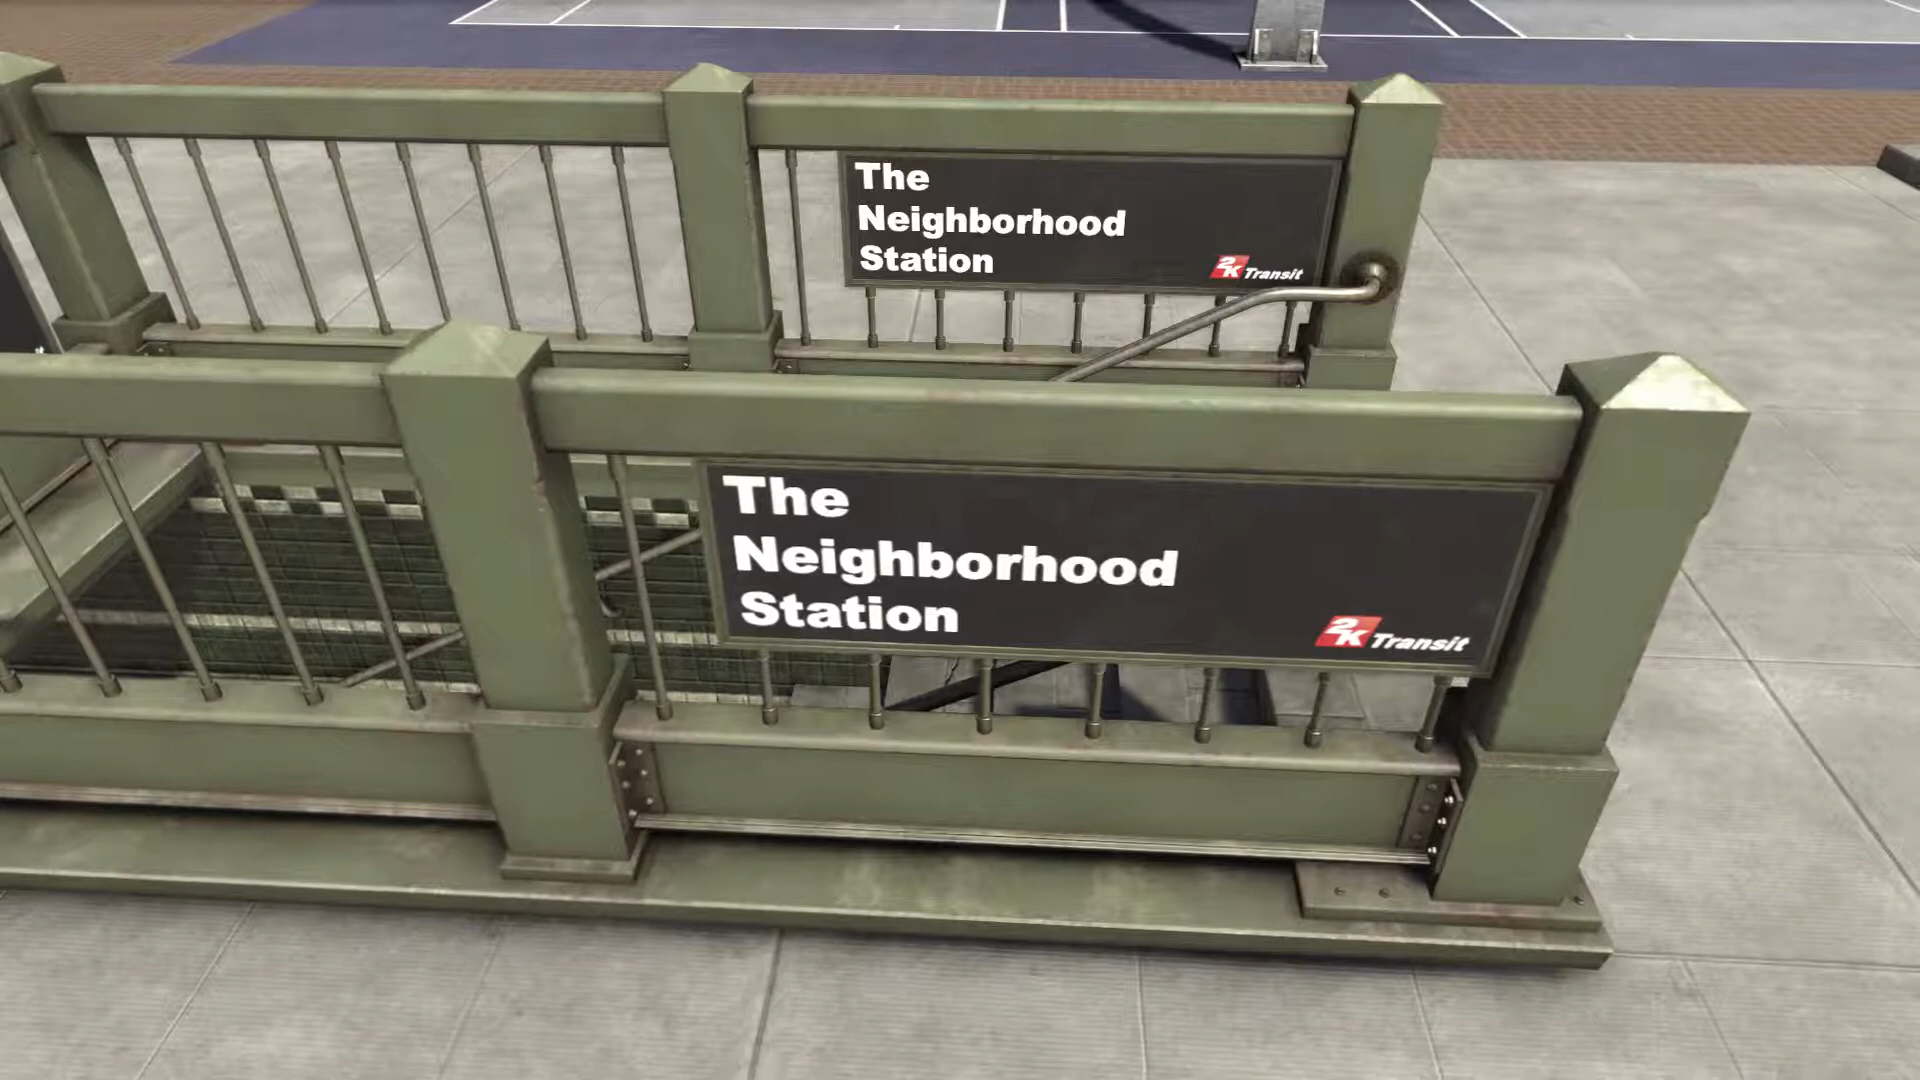 The
Neighborhood
Station
2K Transit
The
Neighborhood
Station
2K Transit